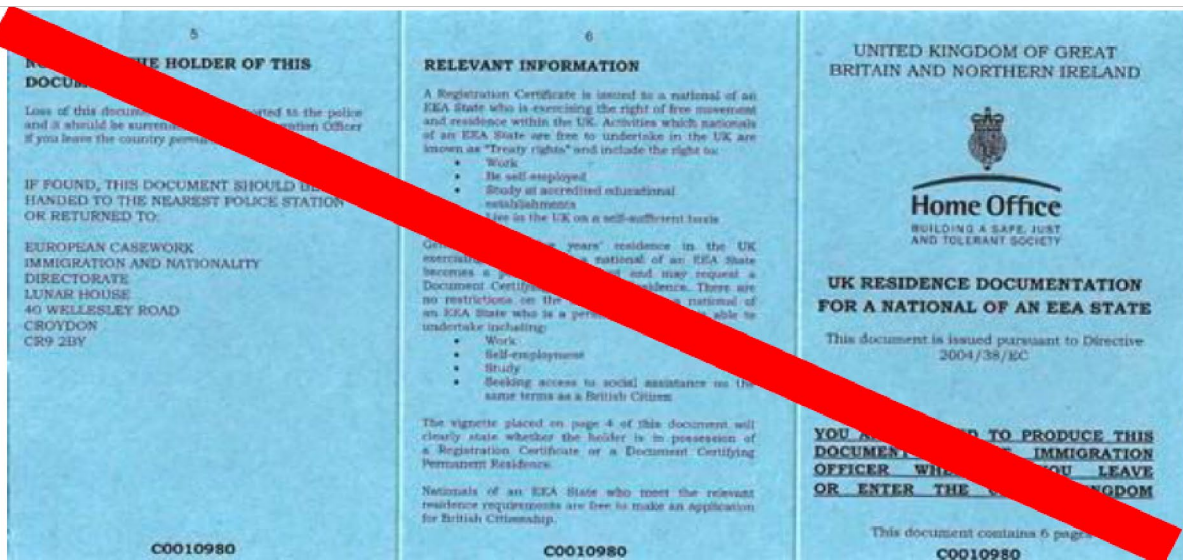 5
THE HOLDER OF THIS
Loss of this to the police
and it should be Officer
if you leave the country
IF FOUND, THIS DOCUMENT SHOULD
HANDED TO THE NEAREST POLICE STATION
OR RETURNED TO:
EUROPEAN CASEWORK
IMMIGRATION AND NATIONALITY
DIRECTORATE
LUNAR HOUSE
40 WELLESLEY ROAD
CROYDON
CR9 2BY
C0010980
6
RELEVANT INFORMATION
A Registration Certificate is issued to a national of an
EEA State who is exercising the right of free movement
and residence within the UK. Activities which nationals
of an EEA State are free to undertake in the UK are
known as "Treaty rights" and include the right to:
• Work
• Be self employed
• Study at accredited educational
establishments
Live in the UK on a self-sufficient basis
years' residence in the UK
a national of an EEA State
becomes a and may request a
Document There are
no restrictions on the a national of
an EEA State who is a able to
undertake including:
• Work
• Self-employment
• Study
• Seeking access to social assistance on the
same terms as a British Citizen
The vignette placed on page 4 of this document will
clearly state whether the holder is in possession of
a Registration Certificate or a Document Certifying
Permanent Residence.
Nationals of an EEA State who meet the relevant
residence requirements are free to make an application
for British Citizenship.
C0010980
UNITED KINGDOM OF GREAT
BRITAIN AND NORTHERN IRELAND
Home Office
BUILDING A SAFE, JUST
AND TOLERANT SOCIETY
UK RESIDENCE DOCUMENTATION
FOR A NATIONAL OF AN EEA STATE
This document is issued pursuant to Directive
2004/38/EC
YOU TO PRODUCE THIS
DOCUMENT IMMIGRATION
OFFICER YOU LEAVE
OR ENTER THE
This document contains 6
C0010980